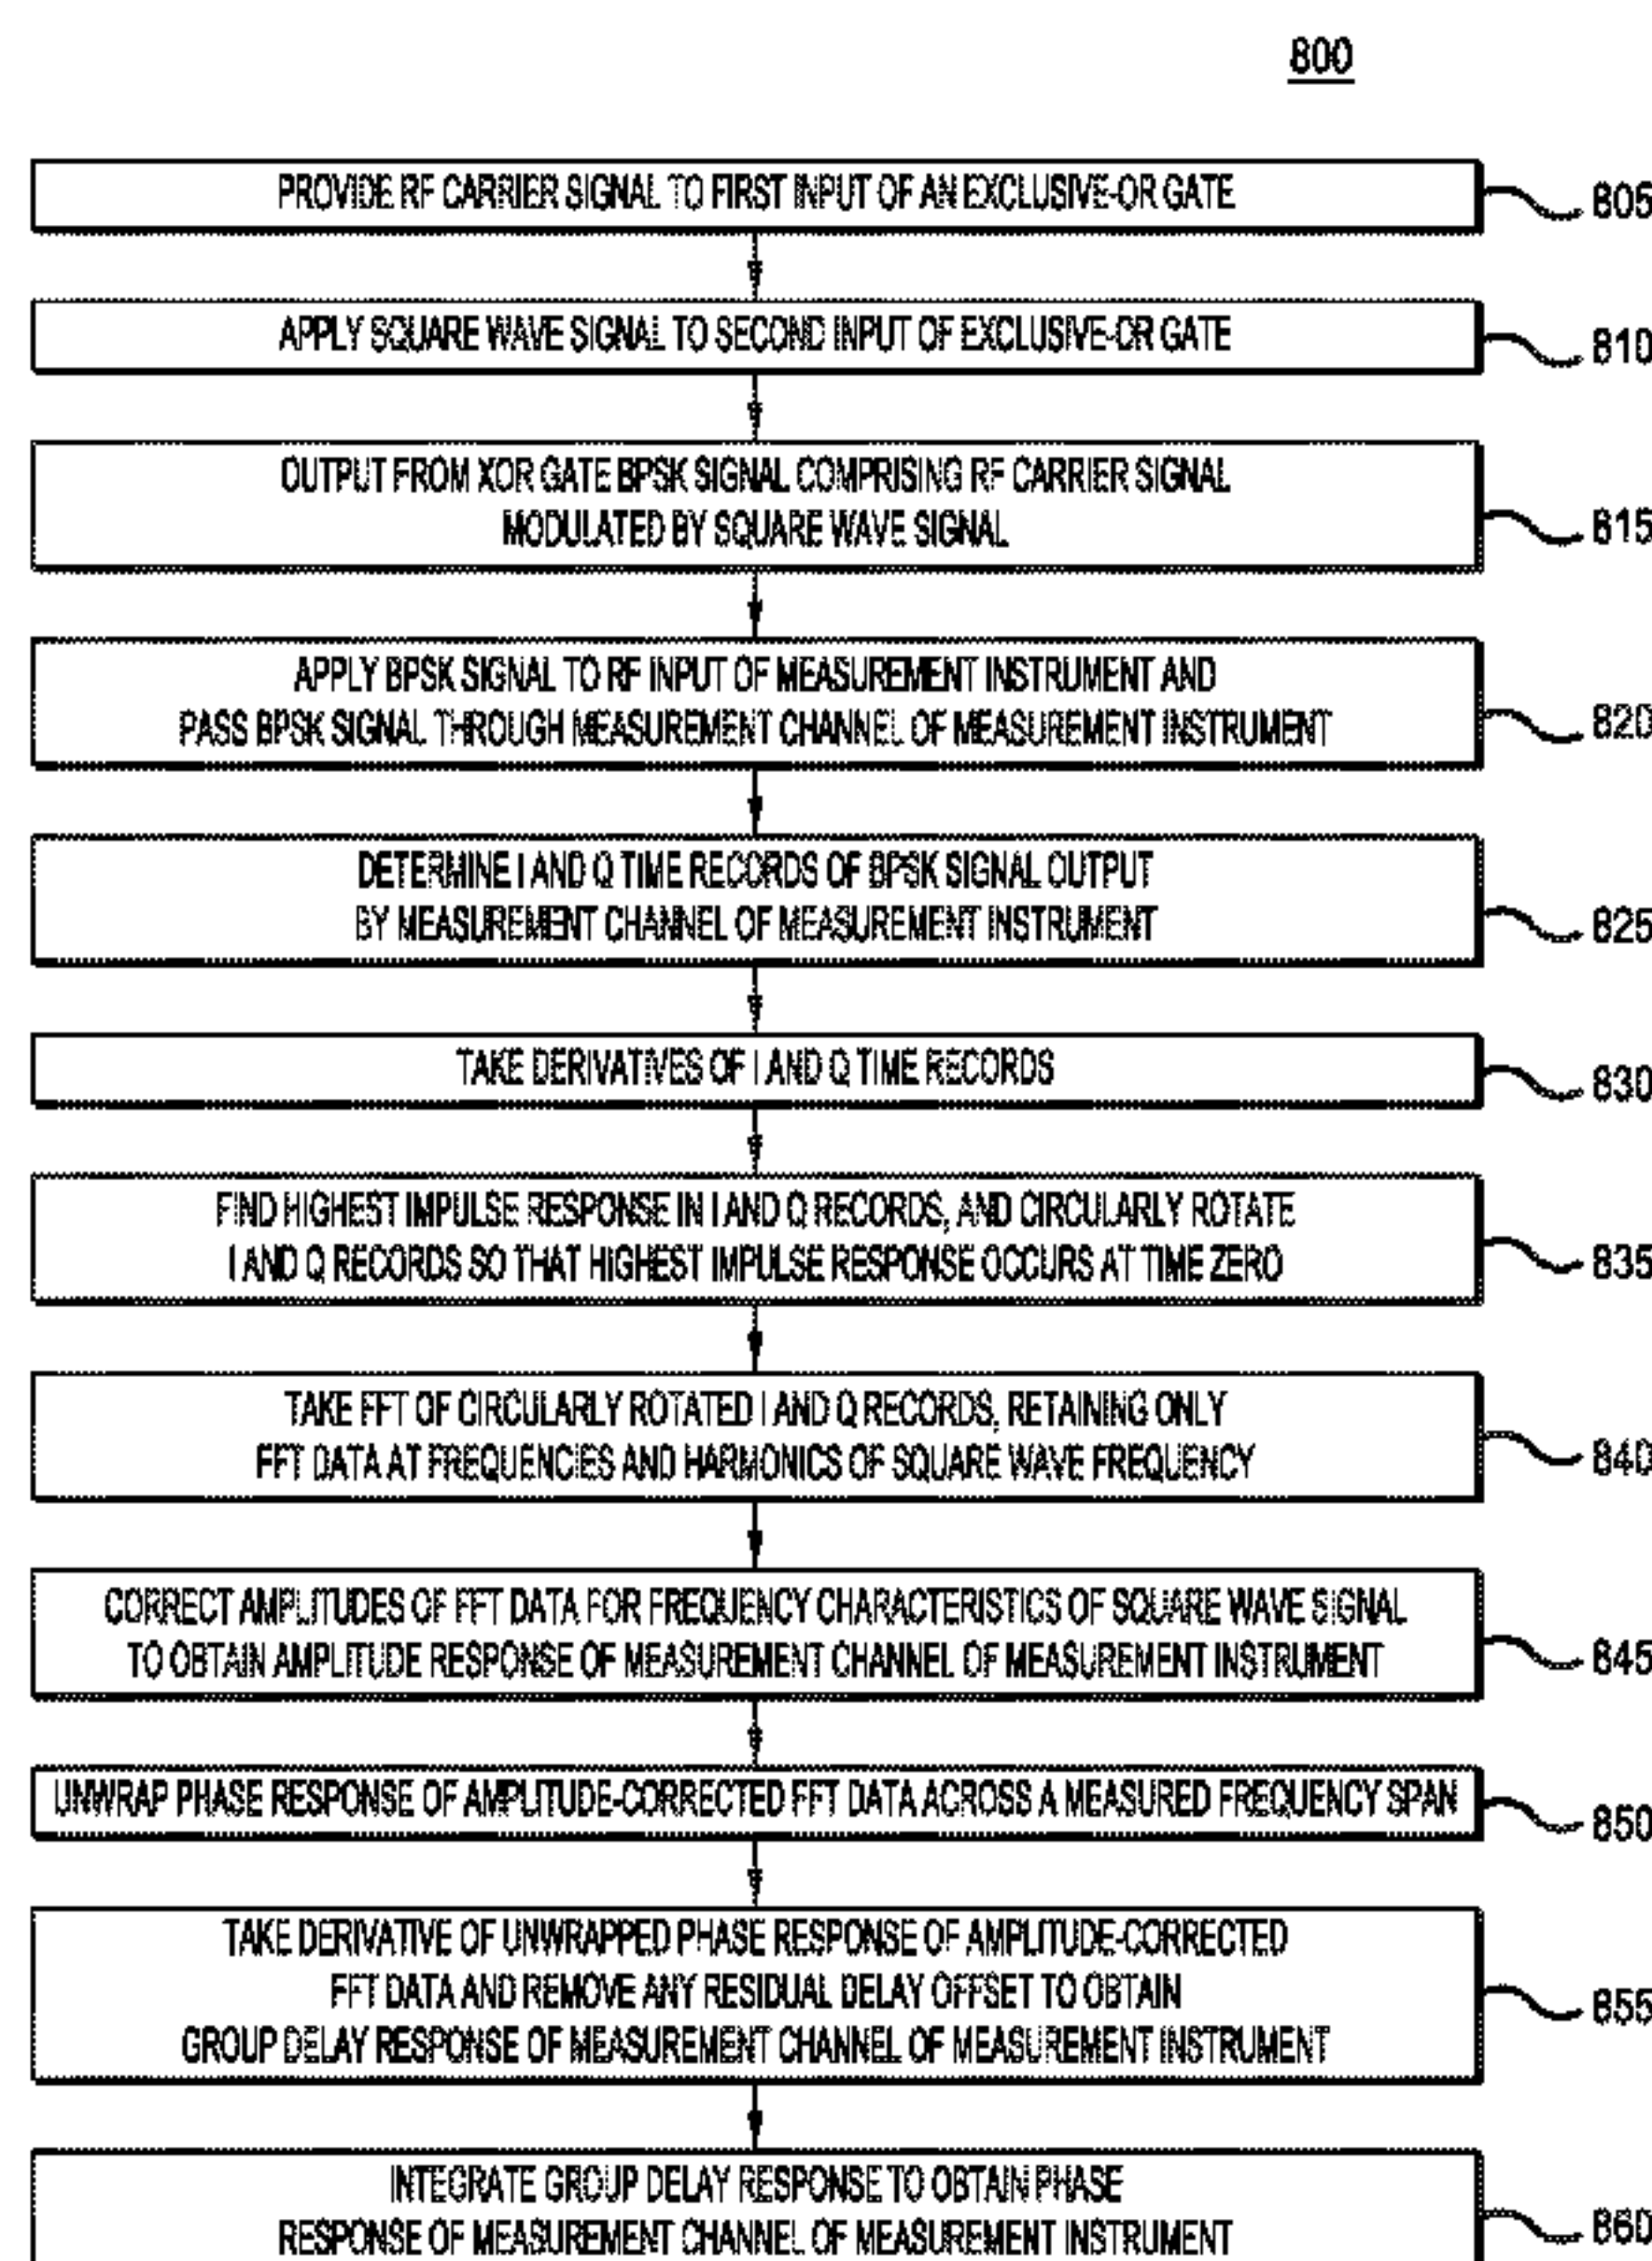 800
PROVIDE RF CARRIER SIGNAL TO FIRST INPUT OF AN EXCLUSIVE-OR GATE
805
APPLY SQUARE WAVE SIGNAL TO SECOND INPUT OF EXCLUSIVE-OR GATE
810
OUTPUT FROM XOR GATE BPSK SIGNAL COMPRISING RF CARRIER SIGNAL
MODULATED BY SQUARE WAVE SIGNAL
815
APPLY BPSK SIGNAL TO RF INPUT OF MEASUREMENT INSTRUMENT AND
PASS BPSK SIGNAL THROUGH MEASUREMENT CHANNEL OF MEASUREMENT INSTRUMENT
820
DETERMINE I AND Q TIME RECORDS OF BPSK SIGNAL OUTPUT
BY MEASUREMENT CHANNEL OF MEASUREMENT INSTRUMENT
825
TAKE DERIVATIVES OF I AND Q TIME RECORDS
830
FIND HIGHEST IMPULSE RESPONSE IN I AND Q RECORDS, AND CIRCULARLY ROTATE
I AND Q RECORDS SO THAT HIGHEST IMPULSE RESPONSE OCCURS AT TIME ZERO
835
TAKE FFT OF CIRCULARLY ROTATED I AND Q RECORDS, RETAINING ONLY
FFT DATA AT FREQUENCIES AND HARMONICS OF SQUARE WAVE FREQUENCY
840
CORRECT AMPLITUDES OF FFT DATA FOR FREQUENCY CHARACTERISTICS OF SQUARE WAVE SIGNAL
TO OBTAIN AMPLITUDE RESPONSE OF MEASUREMENT CHANNEL OF MEASUREMENT INSTRUMENT
845
UNWRAP PHASE RESPONSE OF AMPLITUDE-CORRECTED FFT DATA ACROSS A MEASURED FREQUENCY SPAN
850
TAKE DERIVATIVE OF UNWRAPPED PHASE RESPONSE OF AMPLITUDE-CORRECTED
FFT DATA AND REMOVE ANY RESIDUAL DELAY OFFSET TO OBTAIN
GROUP DELAY RESPONSE OF MEASUREMENT CHANNEL OF MEASUREMENT INSTRUMENT
855
INTEGRATE GROUP DELAY RESPONSE TO OBTAIN PHASE
RESPONSE OF MEASUREMENT CHANNEL OF MEASUREMENT INSTRUMENT
860